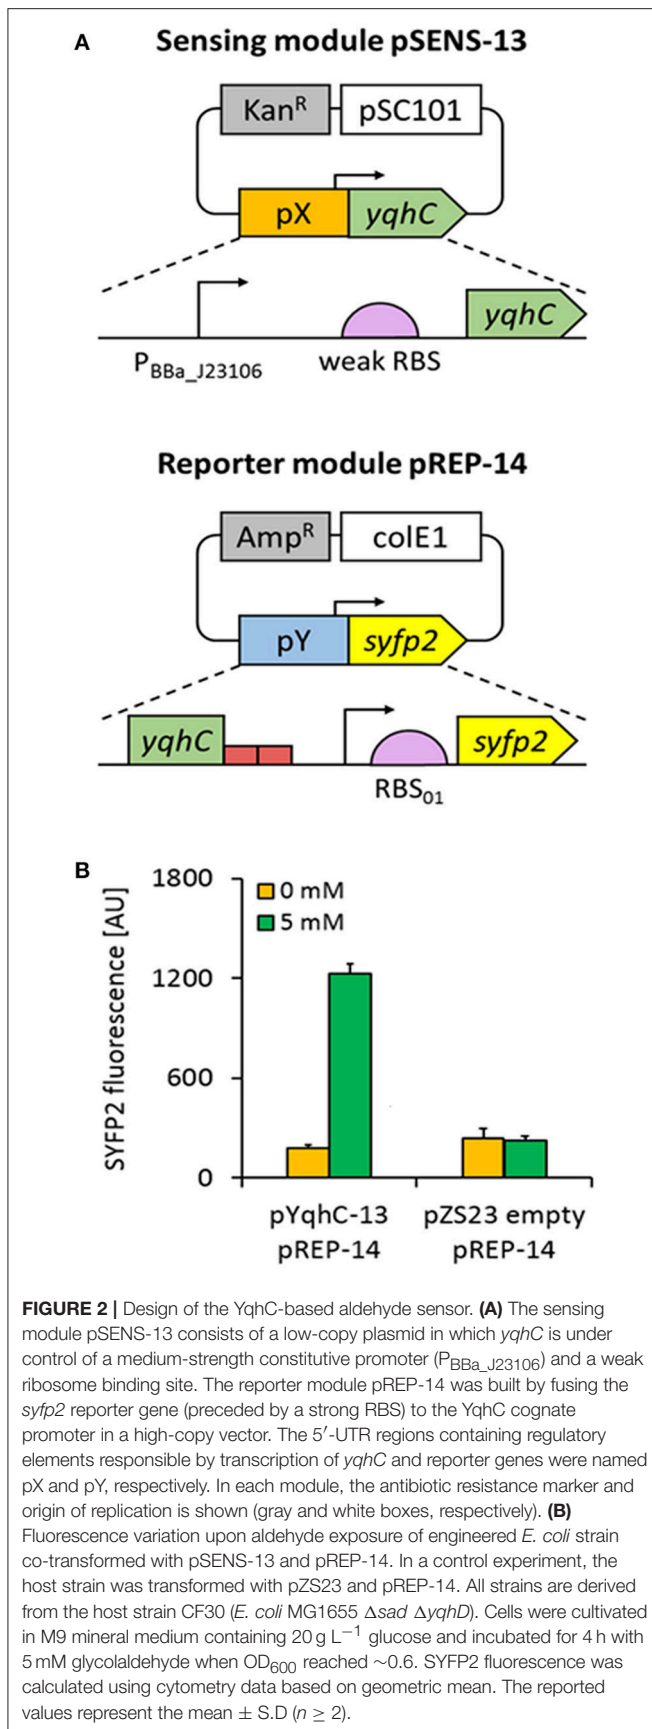 A
Sensing module pSENS-13
Kan^R
pSC101
pX
yqhC
yqhC
P_BBa_J23106
weak RBS
Reporter module pREP-14
Amp^R
colE1
pY
syfp2
yqhC
syfp2
RBS_01
B
SYFP2 fluorescence [AU]
1800
1200
600
0
0 mM
5 mM
pYqhC-13
pREP-14
pZS23 empty
pREP-14
FIGURE 2 | Design of the YqhC-based aldehyde sensor. (A) The sensing
module pSENS-13 consists of a low-copy plasmid in which yqhC is under
control of a medium-strength constitutive promoter (P_BBa_J23106) and a weak
ribosome binding site. The reporter module pREP-14 was built by fusing the
syfp2 reporter gene (preceded by a strong RBS) to the YqhC cognate
promoter in a high-copy vector. The 5′-UTR regions containing regulatory
elements responsible by transcription of yqhC and reporter genes were named
pX and pY, respectively. In each module, the antibiotic resistance marker and
origin of replication is shown (gray and white boxes, respectively). (B)
Fluorescence variation upon aldehyde exposure of engineered E. coli strain
co-transformed with pSENS-13 and pREP-14. In a control experiment, the
host strain was transformed with pZS23 and pREP-14. All strains are derived
from the host strain CF30 (E. coli MG1655 Δsad ΔyqhD). Cells were cultivated
in M9 mineral medium containing 20 g L⁻¹ glucose and incubated for 4 h with
5 mM glycolaldehyde when OD₆₀₀ reached ~0.6. SYFP2 fluorescence was
calculated using cytometry data based on geometric mean. The reported
values represent the mean ± S.D (n ≥ 2).